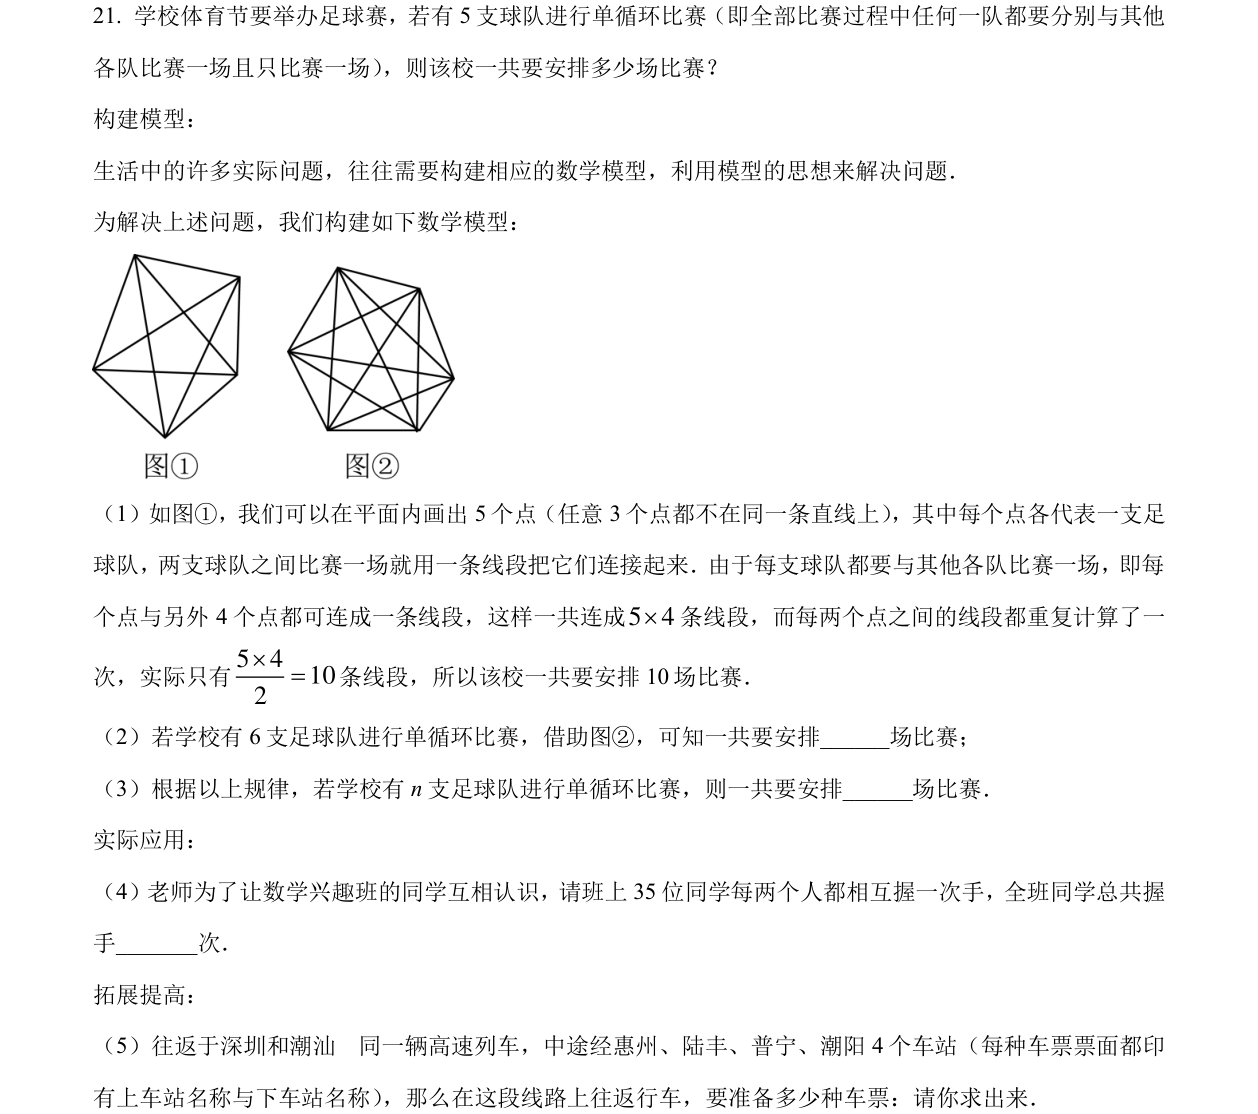 21. 学校体育节要举办足球赛，若有 5 支球队进行单循环比赛（即全部比赛过程中任何一队都要分别与其他
各队比赛一场且只比赛一场），则该校一共要安排多少场比赛？
构建模型：
生活中的许多实际问题，往往需要构建相应的数学模型，利用模型的思想来解决问题．
为解决上述问题，我们构建如下数学模型：
图① 图②
（1）如图①，我们可以在平面内画出 5 个点（任意 3 个点都不在同一条直线上），其中每个点各代表一支足
球队，两支球队之间比赛一场就用一条线段把它们连接起来．由于每支球队都要与其他各队比赛一场，即每
个点与另外 4 个点都可连成一条线段，这样一共连成 5×4 条线段，而每两个点之间的线段都重复计算了一
次，实际只有 \frac{5×4}{2}=10 条线段，所以该校一共要安排 10 场比赛．
（2）若学校有 6 支足球队进行单循环比赛，借助图②，可知一共要安排______场比赛；
（3）根据以上规律，若学校有 n 支足球队进行单循环比赛，则一共要安排______场比赛．
实际应用：
（4）老师为了让数学兴趣班的同学互相认识，请班上 35 位同学每两个人都相互握一次手，全班同学总共握
手_______次．
拓展提高：
（5）往返于深圳和潮汕 同一辆高速列车，中途经惠州、陆丰、普宁、潮阳 4 个车站（每种车票票面都印
有上车站名称与下车站名称），那么在这段线路上往返行车，要准备多少种车票：请你求出来．